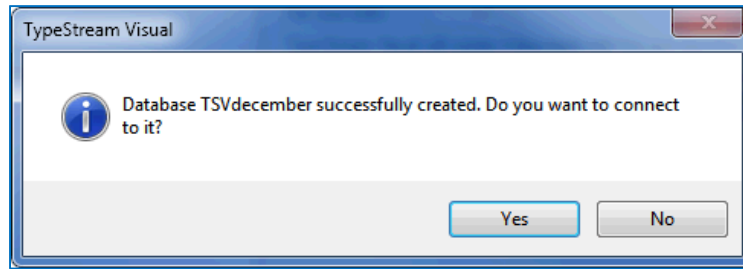 TypeStream Visual
Database TSVdecember successfully created. Do you want to connect
to it?
Yes No